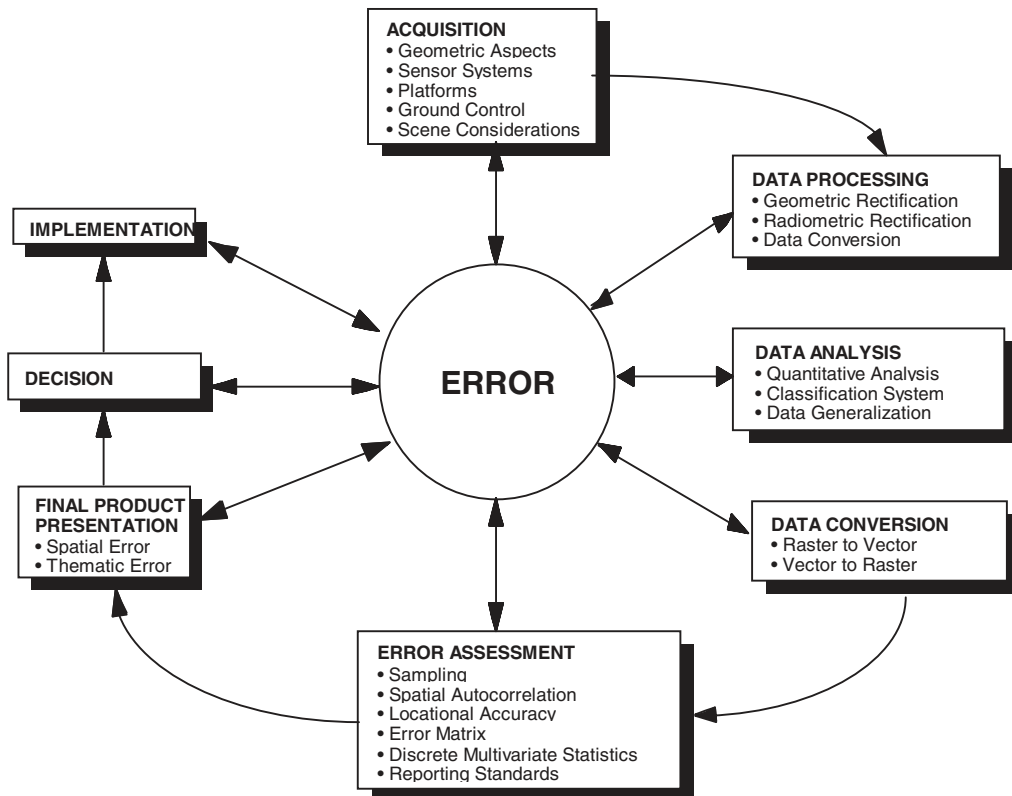 ACQUISITION
• Geometric Aspects
• Sensor Systems
• Platforms
• Ground Control
• Scene Considerations
DATA PROCESSING
• Geometric Rectification
• Radiometric Rectification
• Data Conversion
IMPLEMENTATION
DATA ANALYSIS
• Quantitative Analysis
• Classification System
• Data Generalization
DECISION
ERROR
FINAL PRODUCT
PRESENTATION
• Spatial Error
• Thematic Error
DATA CONVERSION
• Raster to Vector
• Vector to Raster
ERROR ASSESSMENT
• Sampling
• Spatial Autocorrelation
• Locational Accuracy
• Error Matrix
• Discrete Multivariate Statistics
• Reporting Standards